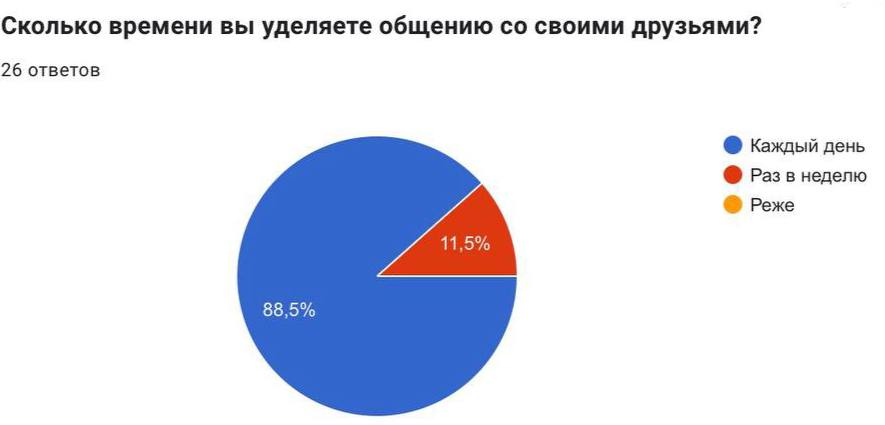 Сколько времени вы уделяете общению со своими друзьями?
26 ответов
Каждый день
Раз в неделю
Реже
11,5%
88,5%